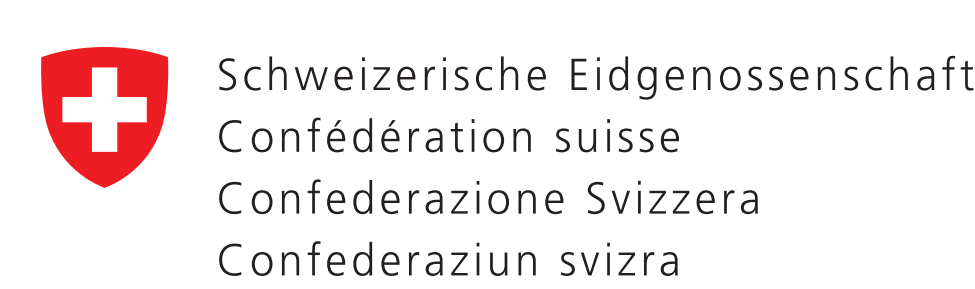 Schweizerische Eidgenossenschaft
Confédération suisse
Confederazione Svizzera
Confederaziun svizra